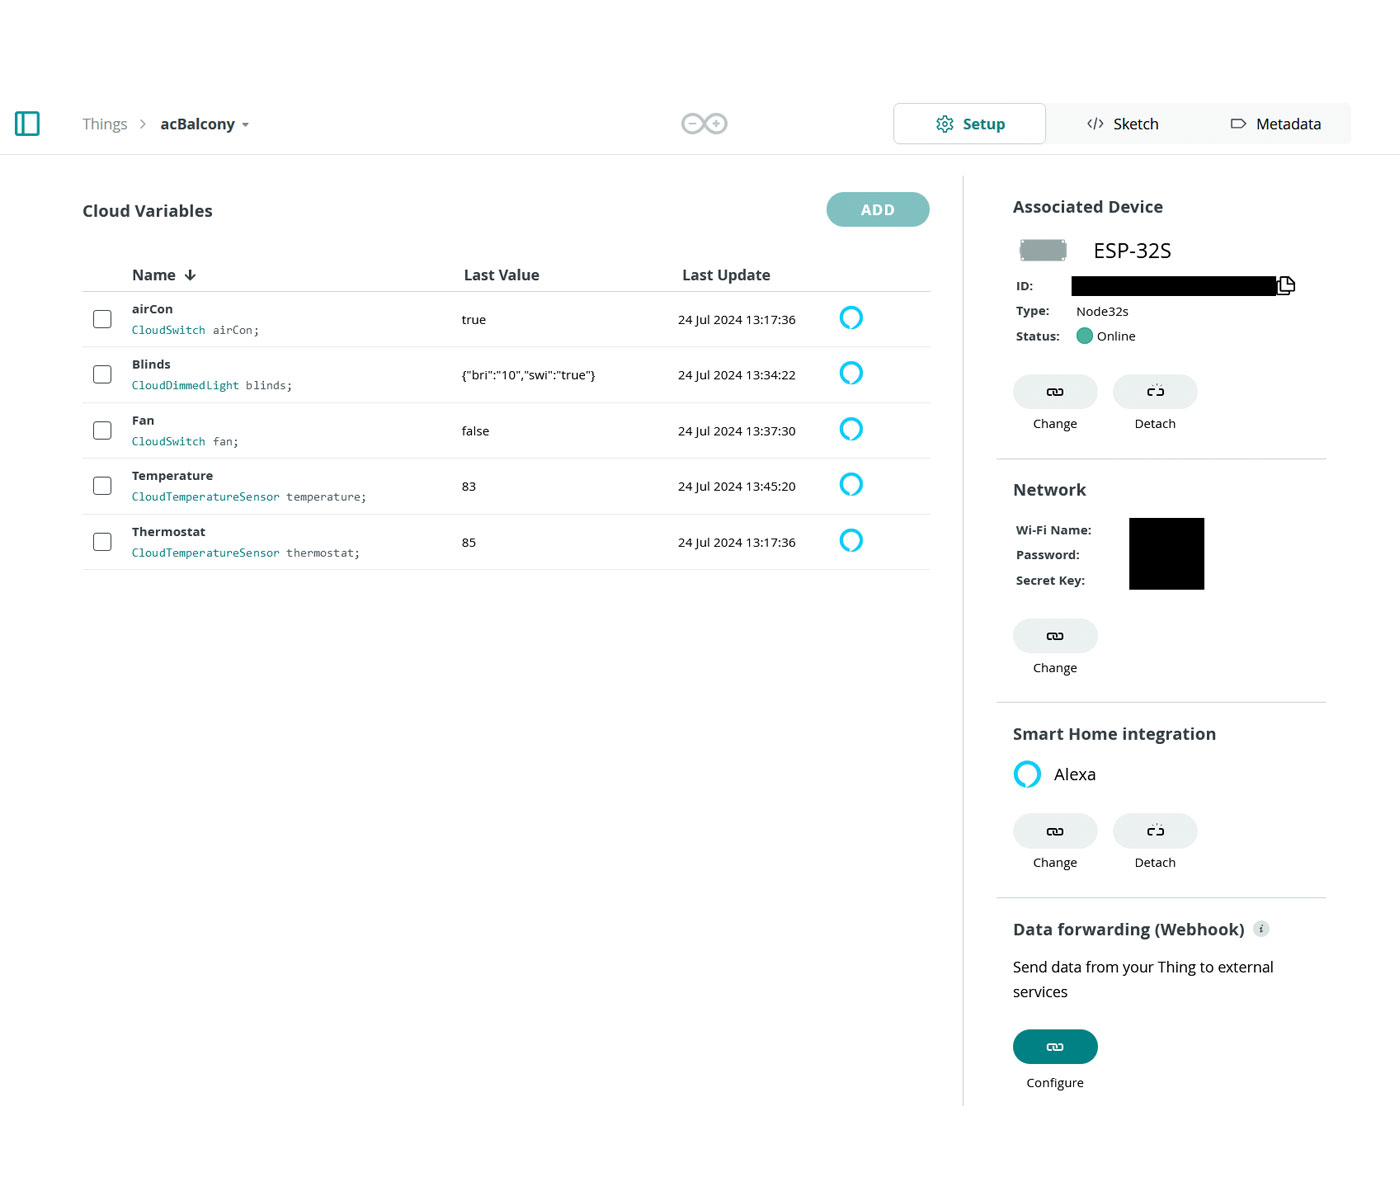 Things > acBalcony
Setup
</> Sketch
Metadata
Cloud Variables
ADD
Name ↓ Last Value Last Update
airCon
CloudSwitch airCon;
true
24 Jul 2024 13:17:36
Blinds
CloudDimmedLight blinds;
{"bri":"10","swi":"true"}
24 Jul 2024 13:34:22
Fan
CloudSwitch fan;
false
24 Jul 2024 13:37:30
Temperature
CloudTemperatureSensor temperature;
83
24 Jul 2024 13:45:20
Thermostat
CloudTemperatureSensor thermostat;
85
24 Jul 2024 13:17:36
Associated Device
ESP-32S
ID:
Type: Node32s
Status: Online
Change Detach
Network
Wi-Fi Name:
Password:
Secret Key:
Change
Smart Home integration
Alexa
Change Detach
Data forwarding (Webhook) i
Send data from your Thing to external
services
Configure